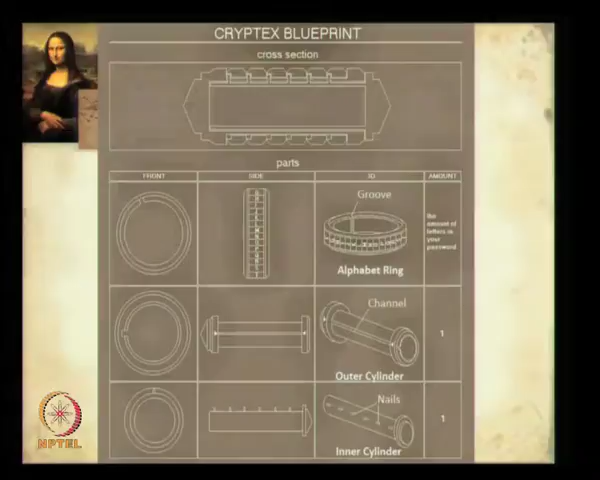 CRYPTEX BLUEPRINT
cross section
parts
FRONT SIDE 3D AMOUNT
Groove
Alphabet Ring
the
amount of
letters in
your
password
Channel
Outer Cylinder
1
Nails
Inner Cylinder
1
NPTEL